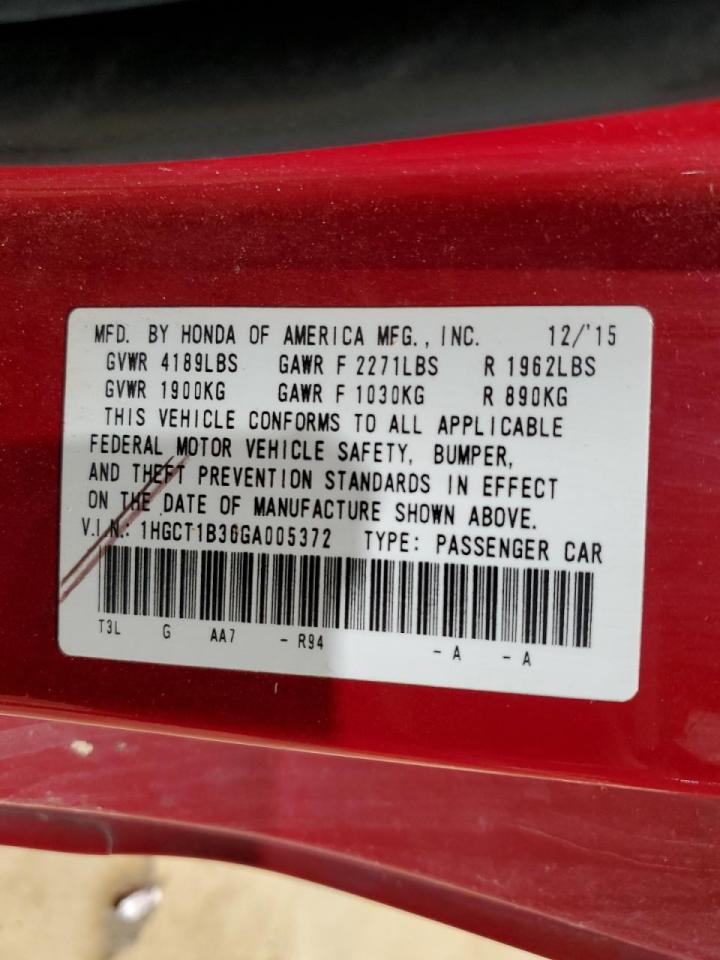 MFD. BY HONDA OF AMERICA MFG., INC. 12/'15
GVWR 4189LBS GAWR F 2271LBS R 1962LBS
GVWR 1900KG GAWR F 1030KG R 890KG
THIS VEHICLE CONFORMS TO ALL APPLICABLE
FEDERAL MOTOR VEHICLE SAFETY, BUMPER,
AND THEFT PREVENTION STANDARDS IN EFFECT
ON THE DATE OF MANUFACTURE SHOWN ABOVE.
V.I.N.: 1HGCT1B36GA005372 TYPE: PASSENGER CAR
T3L G AA7 - R94 - A - A